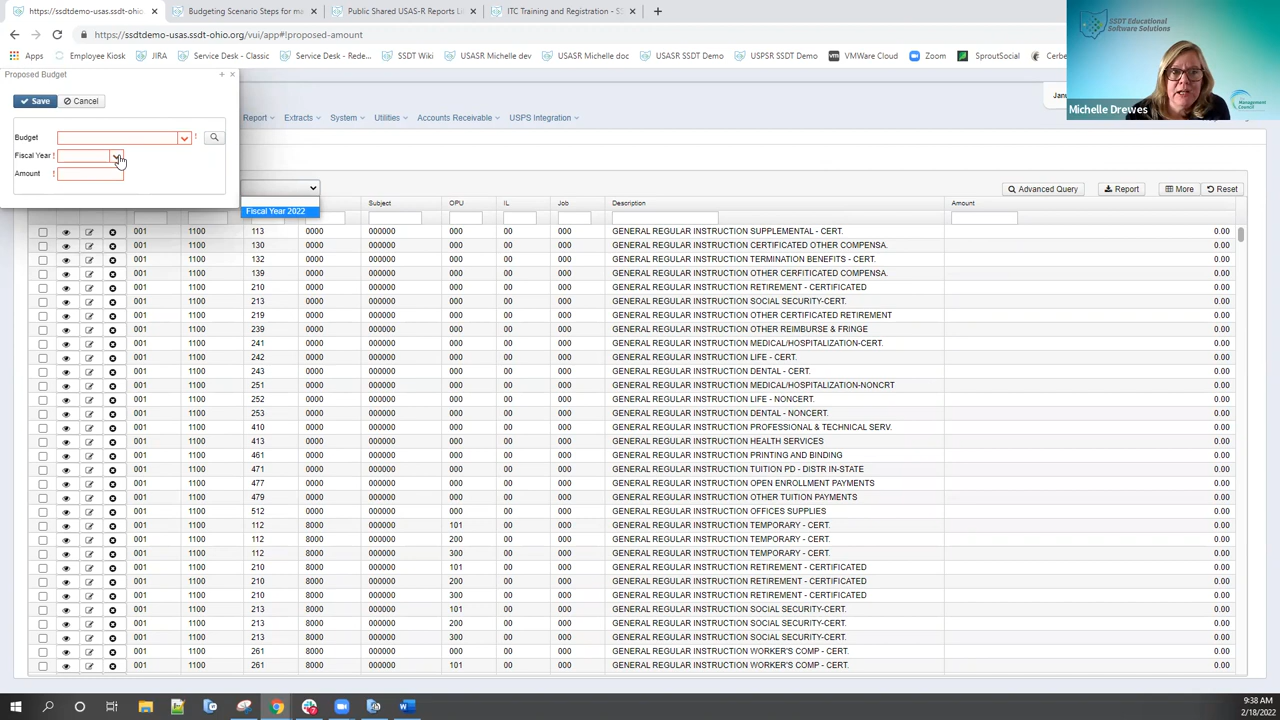 https://ssdtdemo-usas.ssdt-ohio.org × Budgeting Scenario Steps for ma × Public Shared USAS-R Reports Li × ITC Training and Registration - SS ×
https://ssdtdemo-usas.ssdt-ohio.org/vui/app#!proposed-amount
Apps Employee Kiosk JIRA Service Desk - Classic Service Desk - Rede... SSDT Wiki USASR Michelle dev USASR Michelle doc USASR SSDT Demo USPSR SSDT Demo VMWare Cloud Zoom SproutSocial
SSDT Educational
Software Solutions
Management
Council
Michelle Drewes
Proposed Budget
Save Cancel
Budget !
Fiscal Year !
Amount !
Report Extracts System Utilities Accounts Receivable USPS Integration
Fiscal Year 2022
Advanced Query Report More Reset
Subject OPU IL Job Description Amount
001 1100 113 0000 000000 000 00 000 GENERAL REGULAR INSTRUCTION SUPPLEMENTAL - CERT. 0.00
001 1100 130 0000 000000 000 00 000 GENERAL REGULAR INSTRUCTION CERTIFICATED OTHER COMPENSA. 0.00
001 1100 132 0000 000000 000 00 000 GENERAL REGULAR INSTRUCTION TERMINATION BENEFITS - CERT. 0.00
001 1100 139 0000 000000 000 00 000 GENERAL REGULAR INSTRUCTION OTHER CERFITICATED COMPENSA. 0.00
001 1100 210 0000 000000 000 00 000 GENERAL REGULAR INSTRUCTION RETIREMENT - CERTIFICATED 0.00
001 1100 213 0000 000000 000 00 000 GENERAL REGULAR INSTRUCTION SOCIAL SECURITY-CERT. 0.00
001 1100 219 0000 000000 000 00 000 GENERAL REGULAR INSTRUCTION OTHER CERTIFICATED RETIREMENT 0.00
001 1100 239 0000 000000 000 00 000 GENERAL REGULAR INSTRUCTION OTHER REIMBURSE & FRINGE 0.00
001 1100 241 0000 000000 000 00 000 GENERAL REGULAR INSTRUCTION MEDICAL/HOSPITALIZATION-CERT. 0.00
001 1100 242 0000 000000 000 00 000 GENERAL REGULAR INSTRUCTION LIFE - CERT. 0.00
001 1100 243 0000 000000 000 00 000 GENERAL REGULAR INSTRUCTION DENTAL - CERT. 0.00
001 1100 251 0000 000000 000 00 000 GENERAL REGULAR INSTRUCTION MEDICAL/HOSPITALIZATION-NONCRT 0.00
001 1100 252 0000 000000 000 00 000 GENERAL REGULAR INSTRUCTION LIFE - NONCERT. 0.00
001 1100 253 0000 000000 000 00 000 GENERAL REGULAR INSTRUCTION DENTAL - NONCERT. 0.00
001 1100 410 0000 000000 000 00 000 GENERAL REGULAR INSTRUCTION PROFESSIONAL & TECHNICAL SERV. 0.00
001 1100 413 0000 000000 000 00 000 GENERAL REGULAR INSTRUCTION HEALTH SERVICES 0.00
001 1100 461 0000 000000 000 00 000 GENERAL REGULAR INSTRUCTION PRINTING AND BINDING 0.00
001 1100 471 0000 000000 000 00 000 GENERAL REGULAR INSTRUCTION TUITION PD - DISTR IN-STATE 0.00
001 1100 477 0000 000000 000 00 000 GENERAL REGULAR INSTRUCTION OPEN ENROLLMENT PAYMENTS 0.00
001 1100 479 0000 000000 000 00 000 GENERAL REGULAR INSTRUCTION OTHER TUITION PAYMENTS 0.00
001 1100 512 0000 000000 000 00 000 GENERAL REGULAR INSTRUCTION OFFICES SUPPLIES 0.00
001 1100 112 8000 000000 101 00 000 GENERAL REGULAR INSTRUCTION TEMPORARY - CERT. 0.00
001 1100 112 8000 000000 200 00 000 GENERAL REGULAR INSTRUCTION TEMPORARY - CERT. 0.00
001 1100 112 8000 000000 300 00 000 GENERAL REGULAR INSTRUCTION TEMPORARY - CERT. 0.00
001 1100 210 8000 000000 101 00 000 GENERAL REGULAR INSTRUCTION RETIREMENT - CERTIFICATED 0.00
001 1100 210 8000 000000 200 00 000 GENERAL REGULAR INSTRUCTION RETIREMENT - CERTIFICATED 0.00
001 1100 210 8000 000000 300 00 000 GENERAL REGULAR INSTRUCTION RETIREMENT - CERTIFICATED 0.00
001 1100 213 8000 000000 101 00 000 GENERAL REGULAR INSTRUCTION SOCIAL SECURITY-CERT. 0.00
001 1100 213 8000 000000 200 00 000 GENERAL REGULAR INSTRUCTION SOCIAL SECURITY-CERT. 0.00
001 1100 213 8000 000000 300 00 000 GENERAL REGULAR INSTRUCTION SOCIAL SECURITY-CERT. 0.00
001 1100 261 8000 000000 000 00 000 GENERAL REGULAR INSTRUCTION WORKER'S COMP - CERT. 0.00
001 1100 261 8000 000000 101 00 000 GENERAL REGULAR INSTRUCTION WORKER'S COMP - CERT. 0.00
9:38 AM
2/18/2022